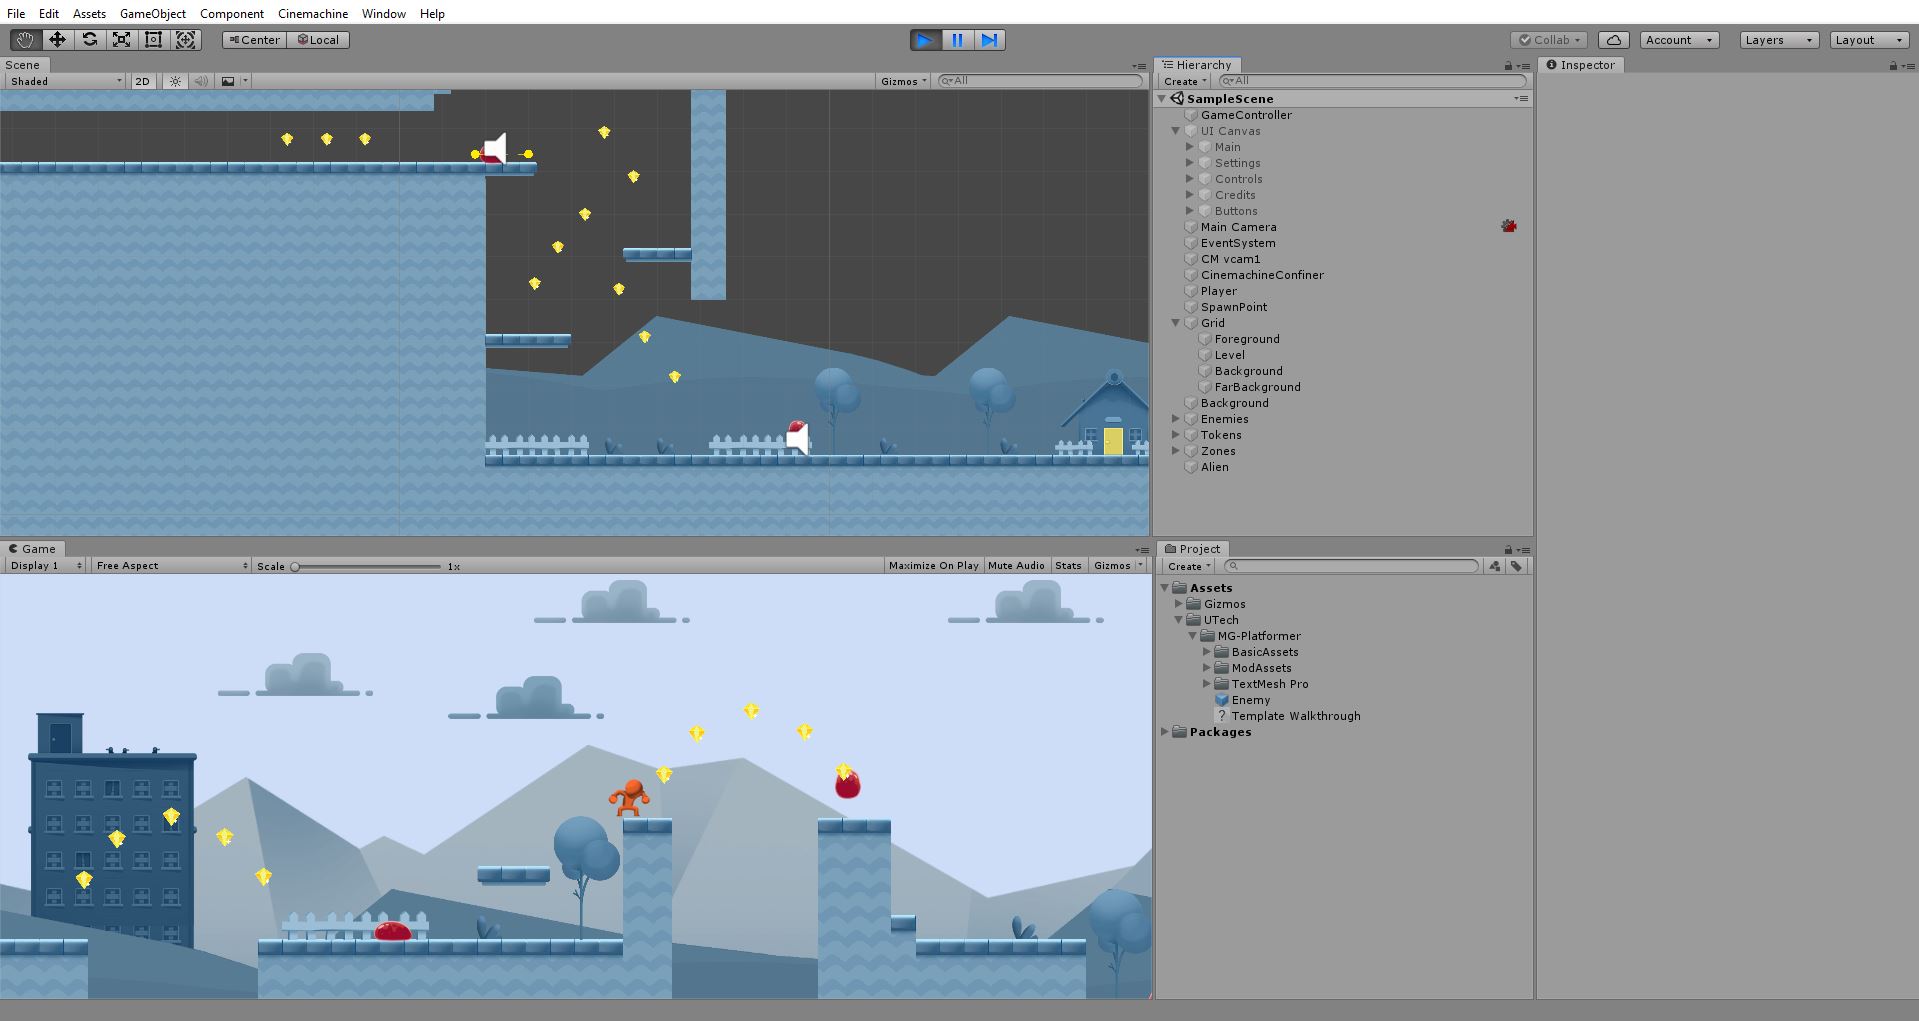 File Edit Assets GameObject Component Cinemachine Window Help
Center Local Collab Account Layers Layout
Scene
Shaded 2D Gizmos All
Hierarchy
Create All
SampleScene
GameController
UI Canvas
Main
Settings
Controls
Credits
Buttons
Main Camera
EventSystem
CM vcam1
CinemachineConfiner
Player
SpawnPoint
Grid
Foreground
Level
Background
FarBackground
Background
Enemies
Tokens
Zones
Alien
Inspector
Game
Display 1 Free Aspect Scale 1x Maximize On Play Mute Audio Stats Gizmos
Project
Create
Assets
Gizmos
UTech
MG-Platformer
BasicAssets
ModAssets
TextMesh Pro
Enemy
? Template Walkthrough
Packages